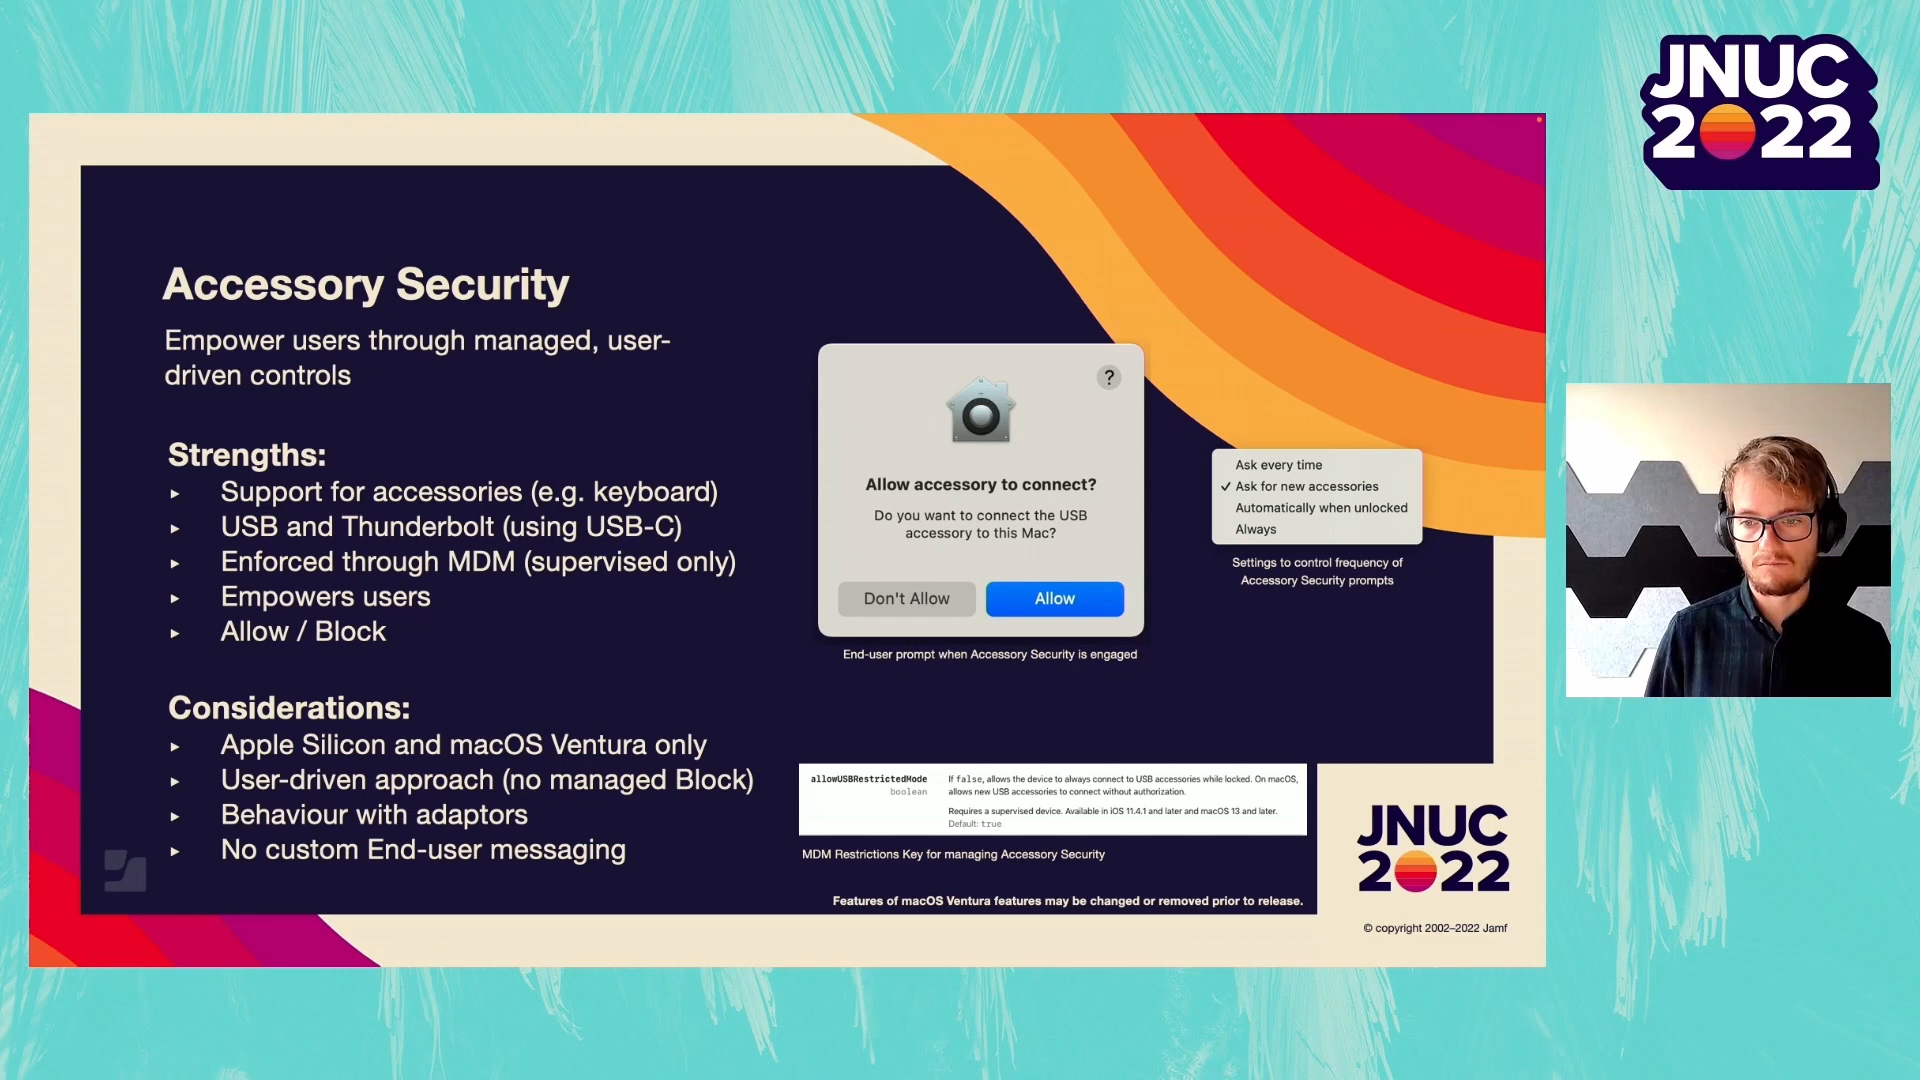 JNUC
2022
Accessory Security
Empower users through managed, user-
driven controls
Strengths:
▸ Support for accessories (e.g. keyboard)
▸ USB and Thunderbolt (using USB-C)
▸ Enforced through MDM (supervised only)
▸ Empowers users
▸ Allow / Block
Considerations:
▸ Apple Silicon and macOS Ventura only
▸ User-driven approach (no managed Block)
▸ Behaviour with adaptors
▸ No custom End-user messaging
?
Allow accessory to connect?
Do you want to connect the USB
accessory to this Mac?
Don't Allow
Allow
End-user prompt when Accessory Security is engaged
Ask every time
✓ Ask for new accessories
Automatically when unlocked
Always
Settings to control frequency of
Accessory Security prompts
allowUSBRestrictedMode
boolean
If false, allows the device to always connect to USB accessories while locked. On macOS,
allows new USB accessories to connect without authorization.
Requires a supervised device. Available in iOS 11.4.1 and later and macOS 13 and later.
Default: true
MDM Restrictions Key for managing Accessory Security
Features of macOS Ventura features may be changed or removed prior to release.
JNUC
2022
© copyright 2002–2022 Jamf